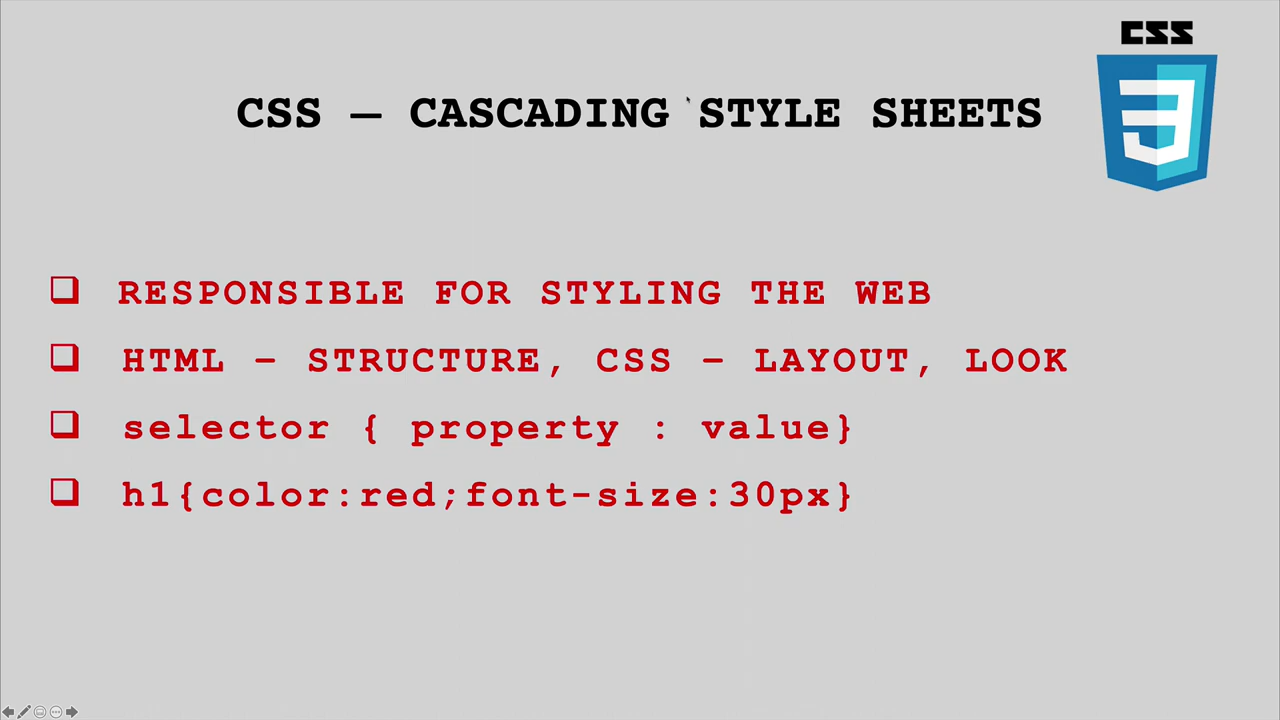 CSS
CSS – CASCADING STYLE SHEETS
RESPONSIBLE FOR STYLING THE WEB
HTML – STRUCTURE, CSS – LAYOUT, LOOK
selector { property : value}
h1{color:red;font-size:30px}